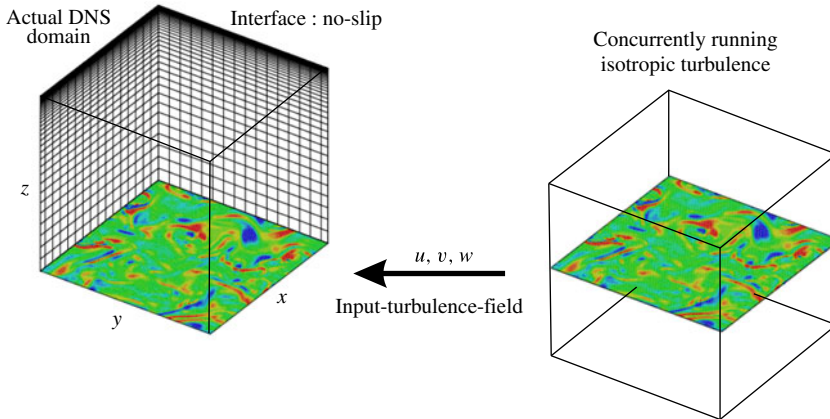 Actual DNS
domain
Interface : no-slip
Concurrently running
isotropic turbulence
z
u, v, w
Input-turbulence-field
x
y